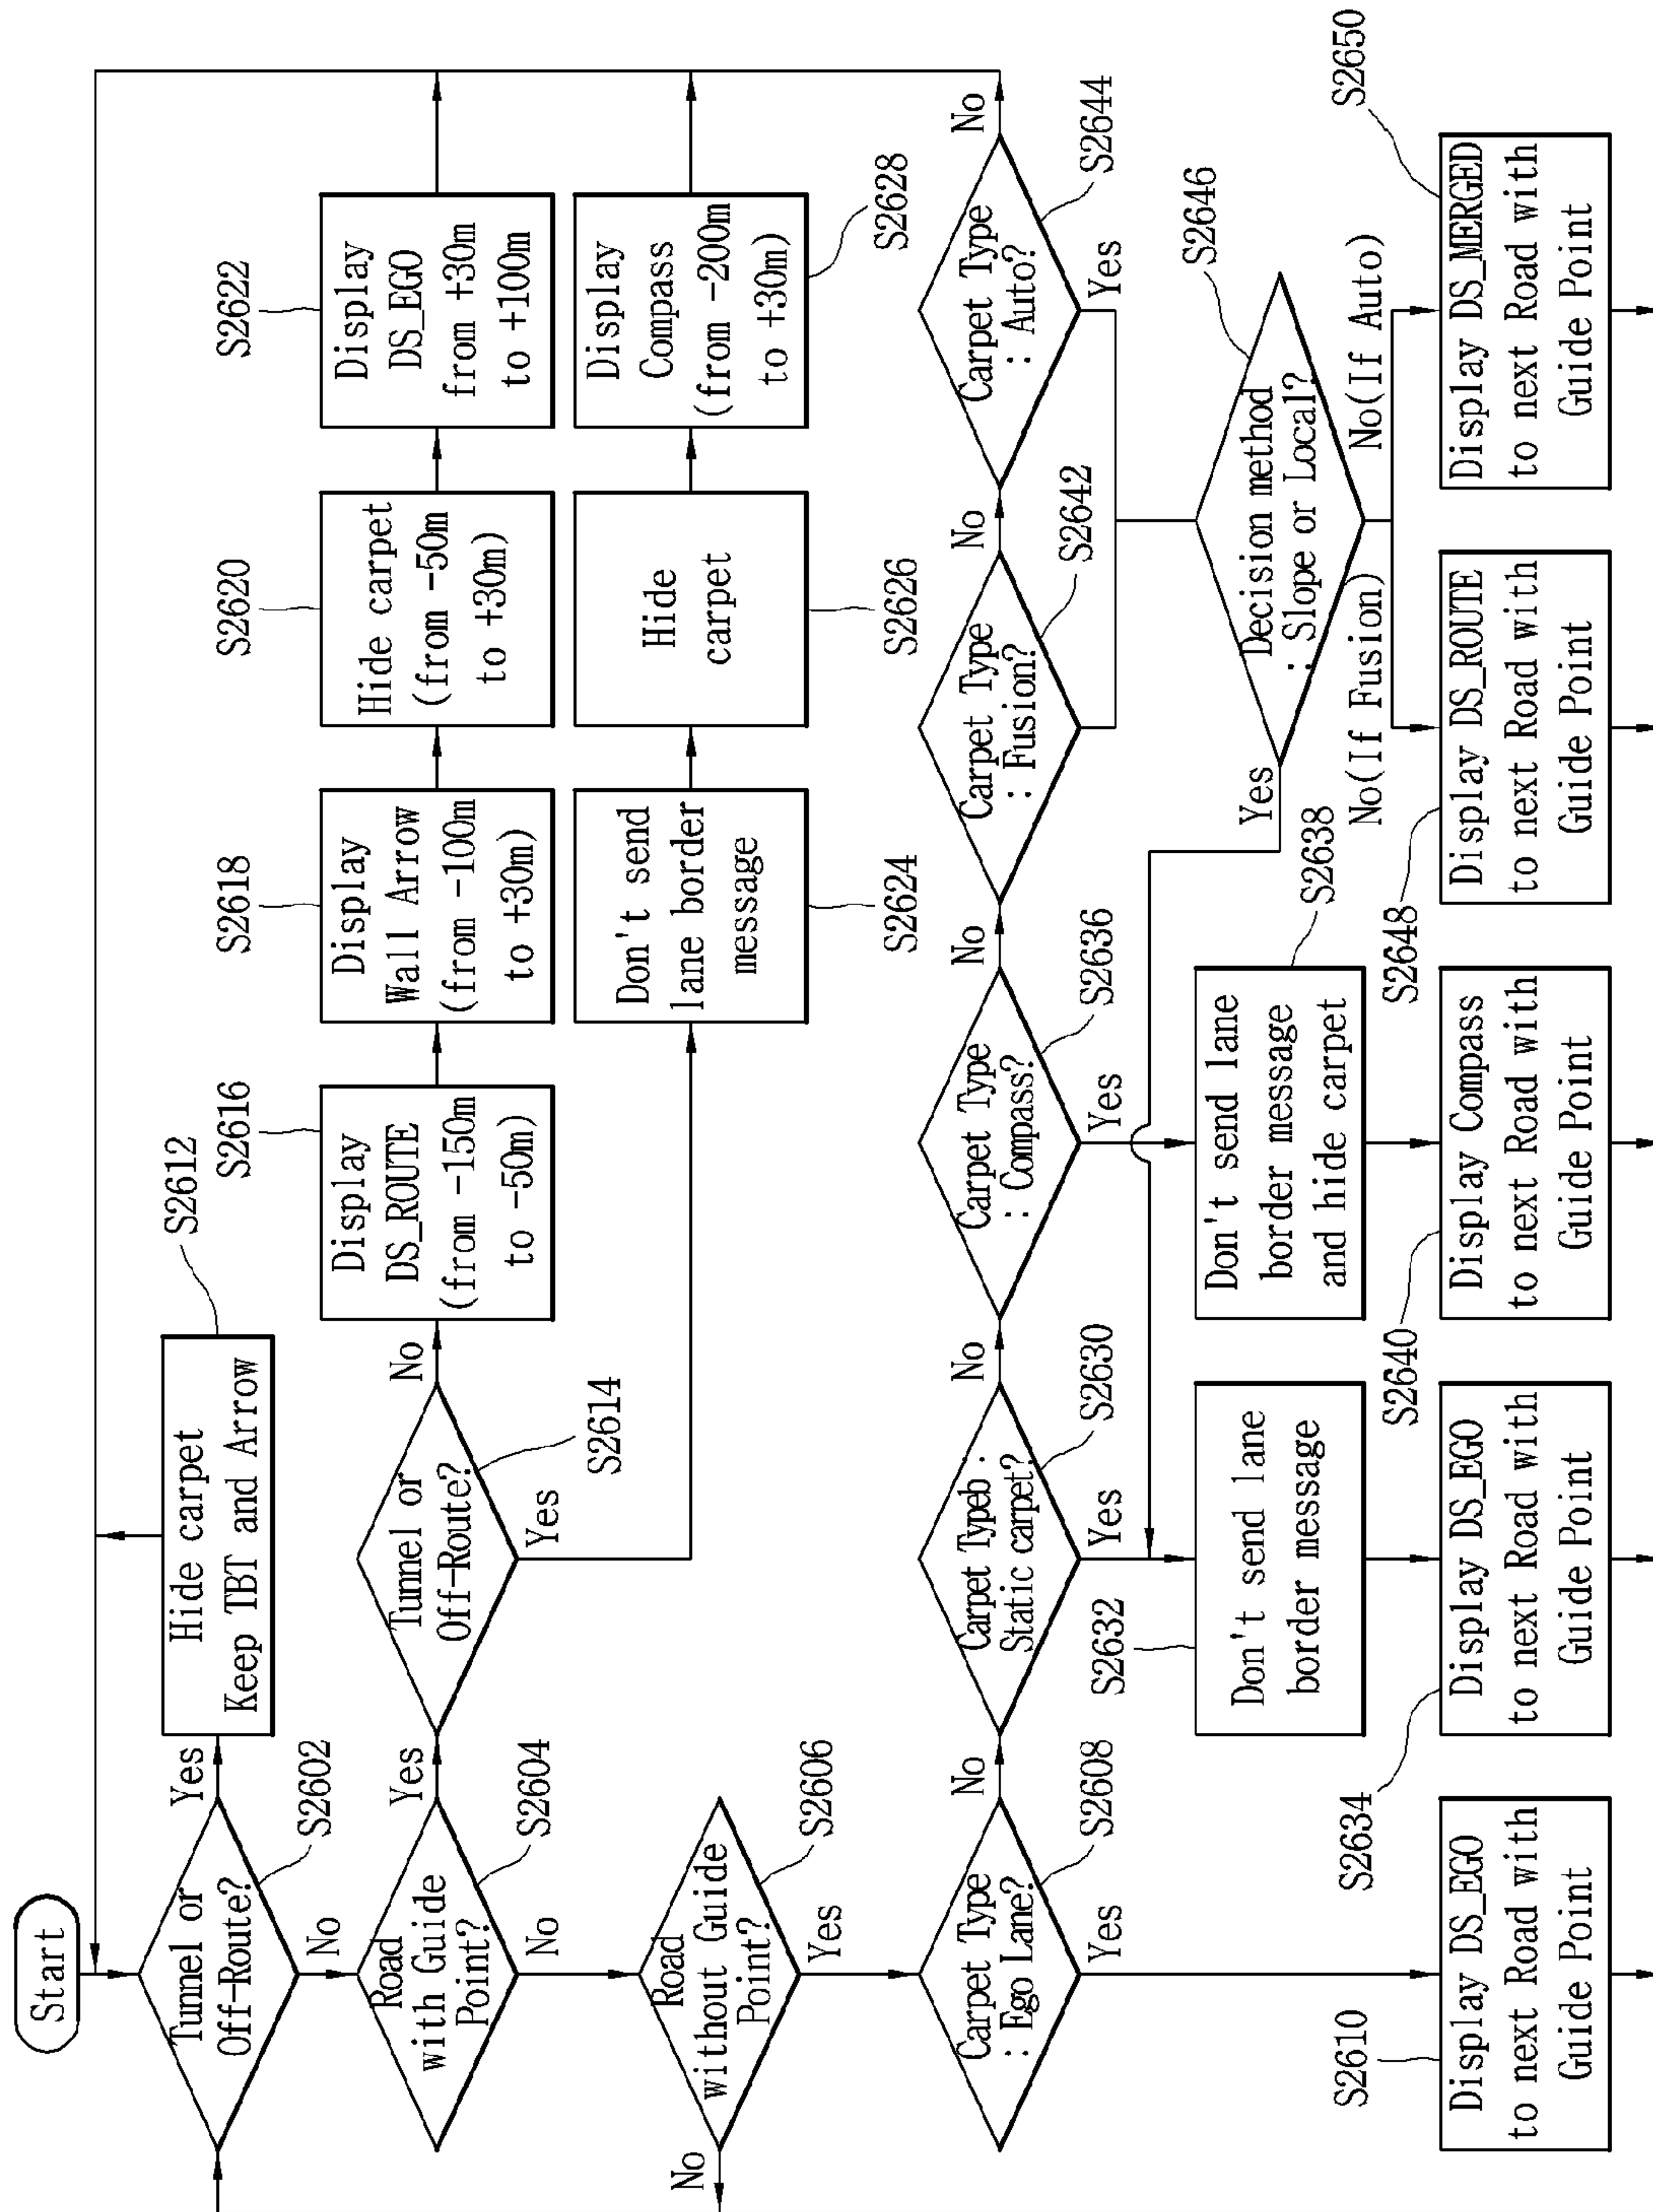 Start
Tunnel or
Off-Route?
S2602
Yes
No
Hide carpet
Keep TBT and Arrow
S2612
Road
with Guide
Point?
S2604
Yes
No
Tunnel or
Off-Route?
S2614
No
Yes
Display
DS_ROUTE
(from -150m
to -50m)
S2616
Display
Wall Arrow
(from -100m
to +30m)
S2618
Hide carpet
(from -50m
to +30m)
S2620
Display
DS_EGO
from +30m
to +100m
S2622
Don't send
lane border
message
S2624
Hide
carpet
S2626
Display
Compass
(from -200m
to +30m)
S2628
Road
without Guide
Point?
S2606
No
Yes
Carpet Type
: Ego Lane?
S2608
No
Yes
Carpet Typeb :
Static carpet?
S2630
No
Yes
Carpet Type
: Compass?
S2636
No
Yes
Carpet Type
: Fusion?
S2642
No
Carpet Type
: Auto?
S2644
No
Yes
S2632
Don't send lane
border message
Don't send lane
border message
and hide carpet
S2638
Decision method
: Slope or Local?
S2646
Yes
No(If Fusion)
No(If Auto)
S2610
Display DS_EGO
to next Road with
Guide Point
S2634
Display DS_EGO
to next Road with
Guide Point
S2640
Display Compass
to next Road with
Guide Point
S2648
Display DS_ROUTE
to next Road with
Guide Point
S2650
Display DS_MERGED
to next Road with
Guide Point